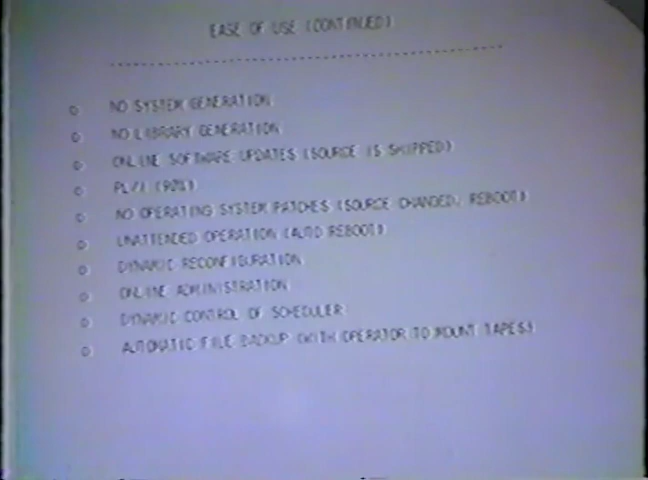 EASE OF USE (CONTINUED)
o NO SYSTEM GENERATION
o NO LIBRARY GENERATION
o ONLINE SOFTWARE UPDATES (SOURCE IS SHIPPED)
o PL/I (90%)
o NO OPERATING SYSTEM PATCHES (SOURCE CHANGED, REBOOT)
o UNATTENDED OPERATION (AUTO REBOOT)
o DYNAMIC RECONFIGURATION
o ONLINE ADMINISTRATION
o DYNAMIC CONTROL OF SCHEDULER
o AUTOMATIC FILE BACKUP (WITH OPERATOR TO MOUNT TAPES)